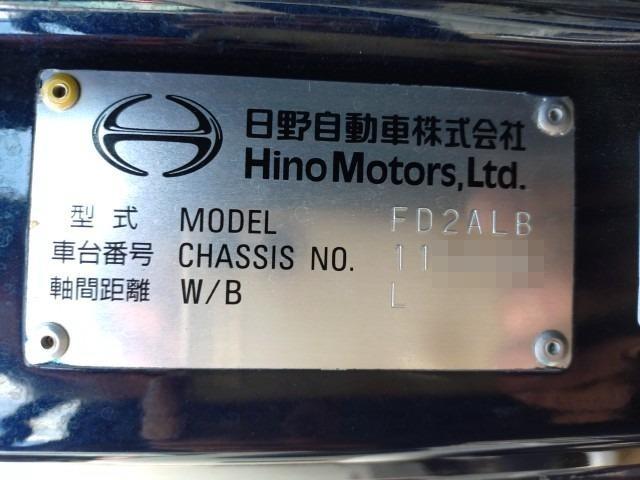 日野自動車株式会社
Hino Motors, Ltd.
型式 MODEL FD2ALB
車台番号 CHASSIS NO. 11
軸間距離 W/B L